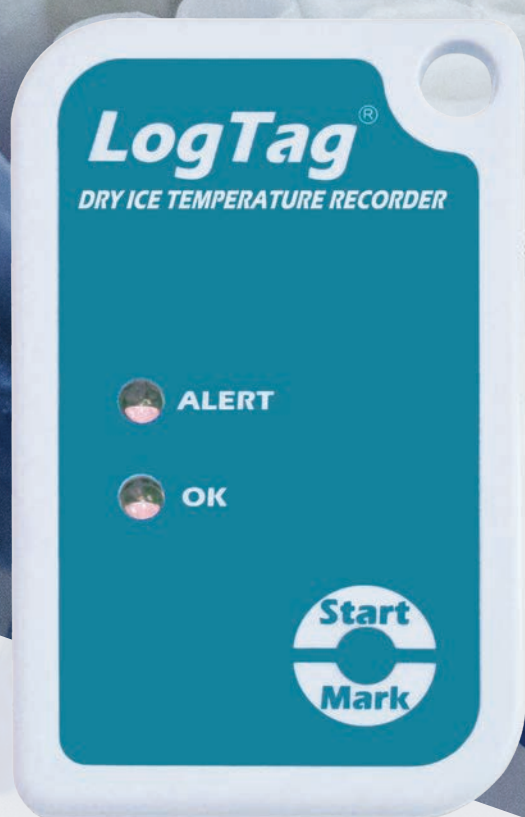 LogTag®
DRY ICE TEMPERATURE RECORDER
ALERT
OK
Start
Mark